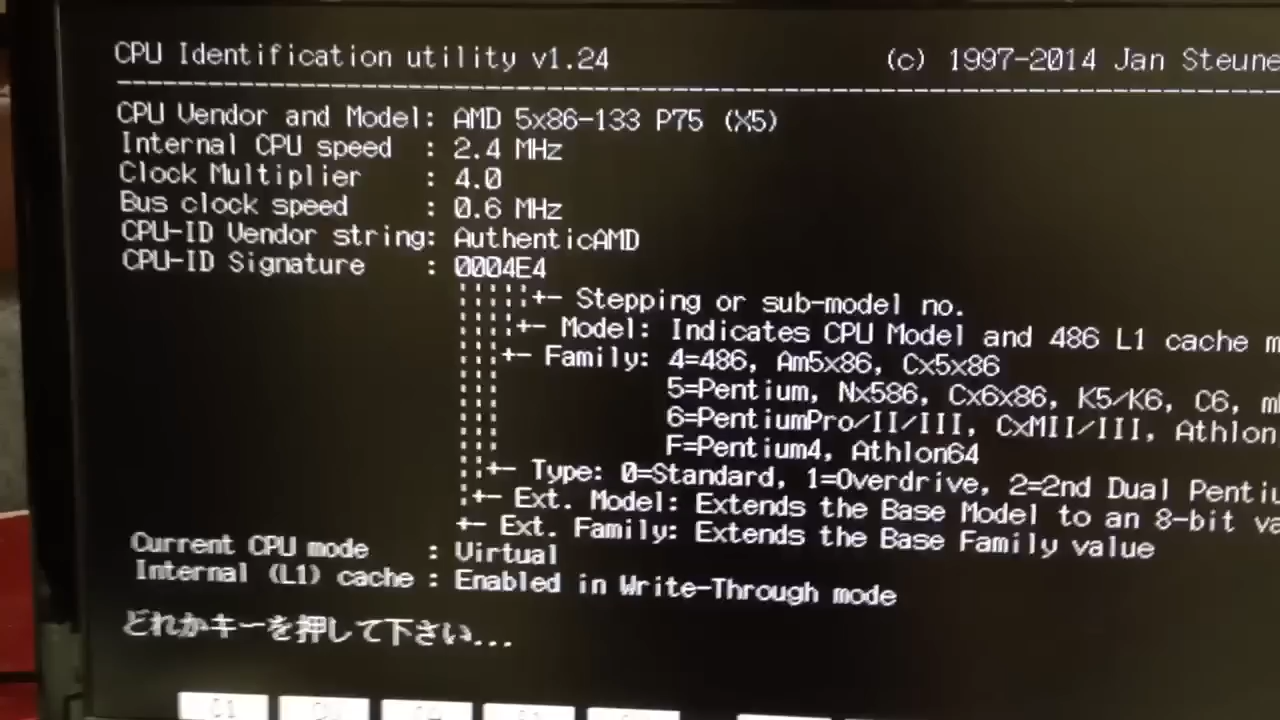 CPU Identification utility v1.24 (c) 1997-2014 Jan Steune
CPU Vendor and Model: AMD 5x86-133 P75 (X5)
Internal CPU speed : 2.4 MHz
Clock Multiplier : 4.0
Bus clock speed : 0.6 MHz
CPU-ID Vendor string: AuthenticAMD
CPU-ID Signature : 0004E4
+- Stepping or sub-model no.
+- Model: Indicates CPU Model and 486 L1 cache m
+- Family: 4=486, Am5x86, Cx5x86
5=Pentium, Nx586, Cx6x86, K5/K6, C6, m
6=PentiumPro/II/III, CxMII/III, Athlon
F=Pentium4, Athlon64
+- Type: 0=Standard, 1=Overdrive, 2=2nd Dual Pentiu
+- Ext. Model: Extends the Base Model to an 8-bit va
+- Ext. Family: Extends the Base Family value
Current CPU mode : Virtual
Internal (L1) cache : Enabled in Write-Through mode
どれかキーを押して下さい...